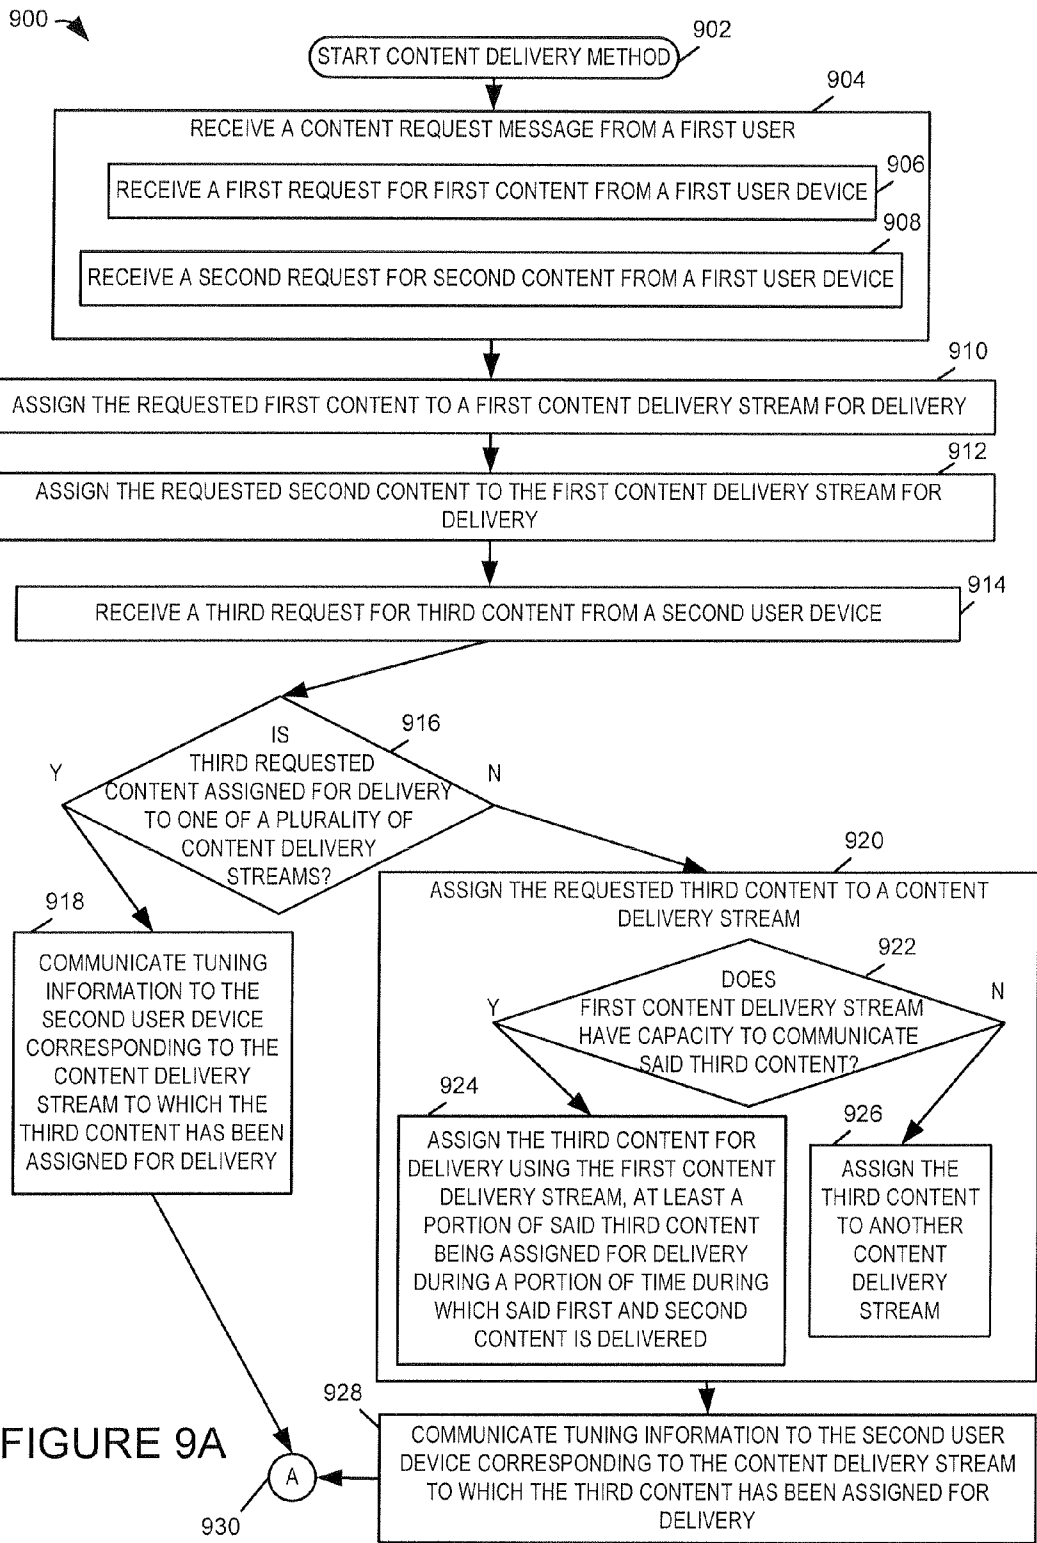 900
START CONTENT DELIVERY METHOD
902
904
RECEIVE A CONTENT REQUEST MESSAGE FROM A FIRST USER
906
RECEIVE A FIRST REQUEST FOR FIRST CONTENT FROM A FIRST USER DEVICE
908
RECEIVE A SECOND REQUEST FOR SECOND CONTENT FROM A FIRST USER DEVICE
910
ASSIGN THE REQUESTED FIRST CONTENT TO A FIRST CONTENT DELIVERY STREAM FOR DELIVERY
912
ASSIGN THE REQUESTED SECOND CONTENT TO THE FIRST CONTENT DELIVERY STREAM FOR
DELIVERY
914
RECEIVE A THIRD REQUEST FOR THIRD CONTENT FROM A SECOND USER DEVICE
916
IS
THIRD REQUESTED
CONTENT ASSIGNED FOR DELIVERY
TO ONE OF A PLURALITY OF
CONTENT DELIVERY
STREAMS?
Y
N
918
COMMUNICATE TUNING
INFORMATION TO THE
SECOND USER DEVICE
CORRESPONDING TO THE
CONTENT DELIVERY
STREAM TO WHICH THE
THIRD CONTENT HAS BEEN
ASSIGNED FOR DELIVERY
920
ASSIGN THE REQUESTED THIRD CONTENT TO A CONTENT
DELIVERY STREAM
922
DOES
FIRST CONTENT DELIVERY STREAM
HAVE CAPACITY TO COMMUNICATE
SAID THIRD CONTENT?
Y
N
924
ASSIGN THE THIRD CONTENT FOR
DELIVERY USING THE FIRST CONTENT
DELIVERY STREAM, AT LEAST A
PORTION OF SAID THIRD CONTENT
BEING ASSIGNED FOR DELIVERY
DURING A PORTION OF TIME DURING
WHICH SAID FIRST AND SECOND
CONTENT IS DELIVERED
926
ASSIGN THE
THIRD CONTENT
TO ANOTHER
CONTENT
DELIVERY
STREAM
928
COMMUNICATE TUNING INFORMATION TO THE SECOND USER
DEVICE CORRESPONDING TO THE CONTENT DELIVERY STREAM
TO WHICH THE THIRD CONTENT HAS BEEN ASSIGNED FOR
DELIVERY
FIGURE 9A
A
930